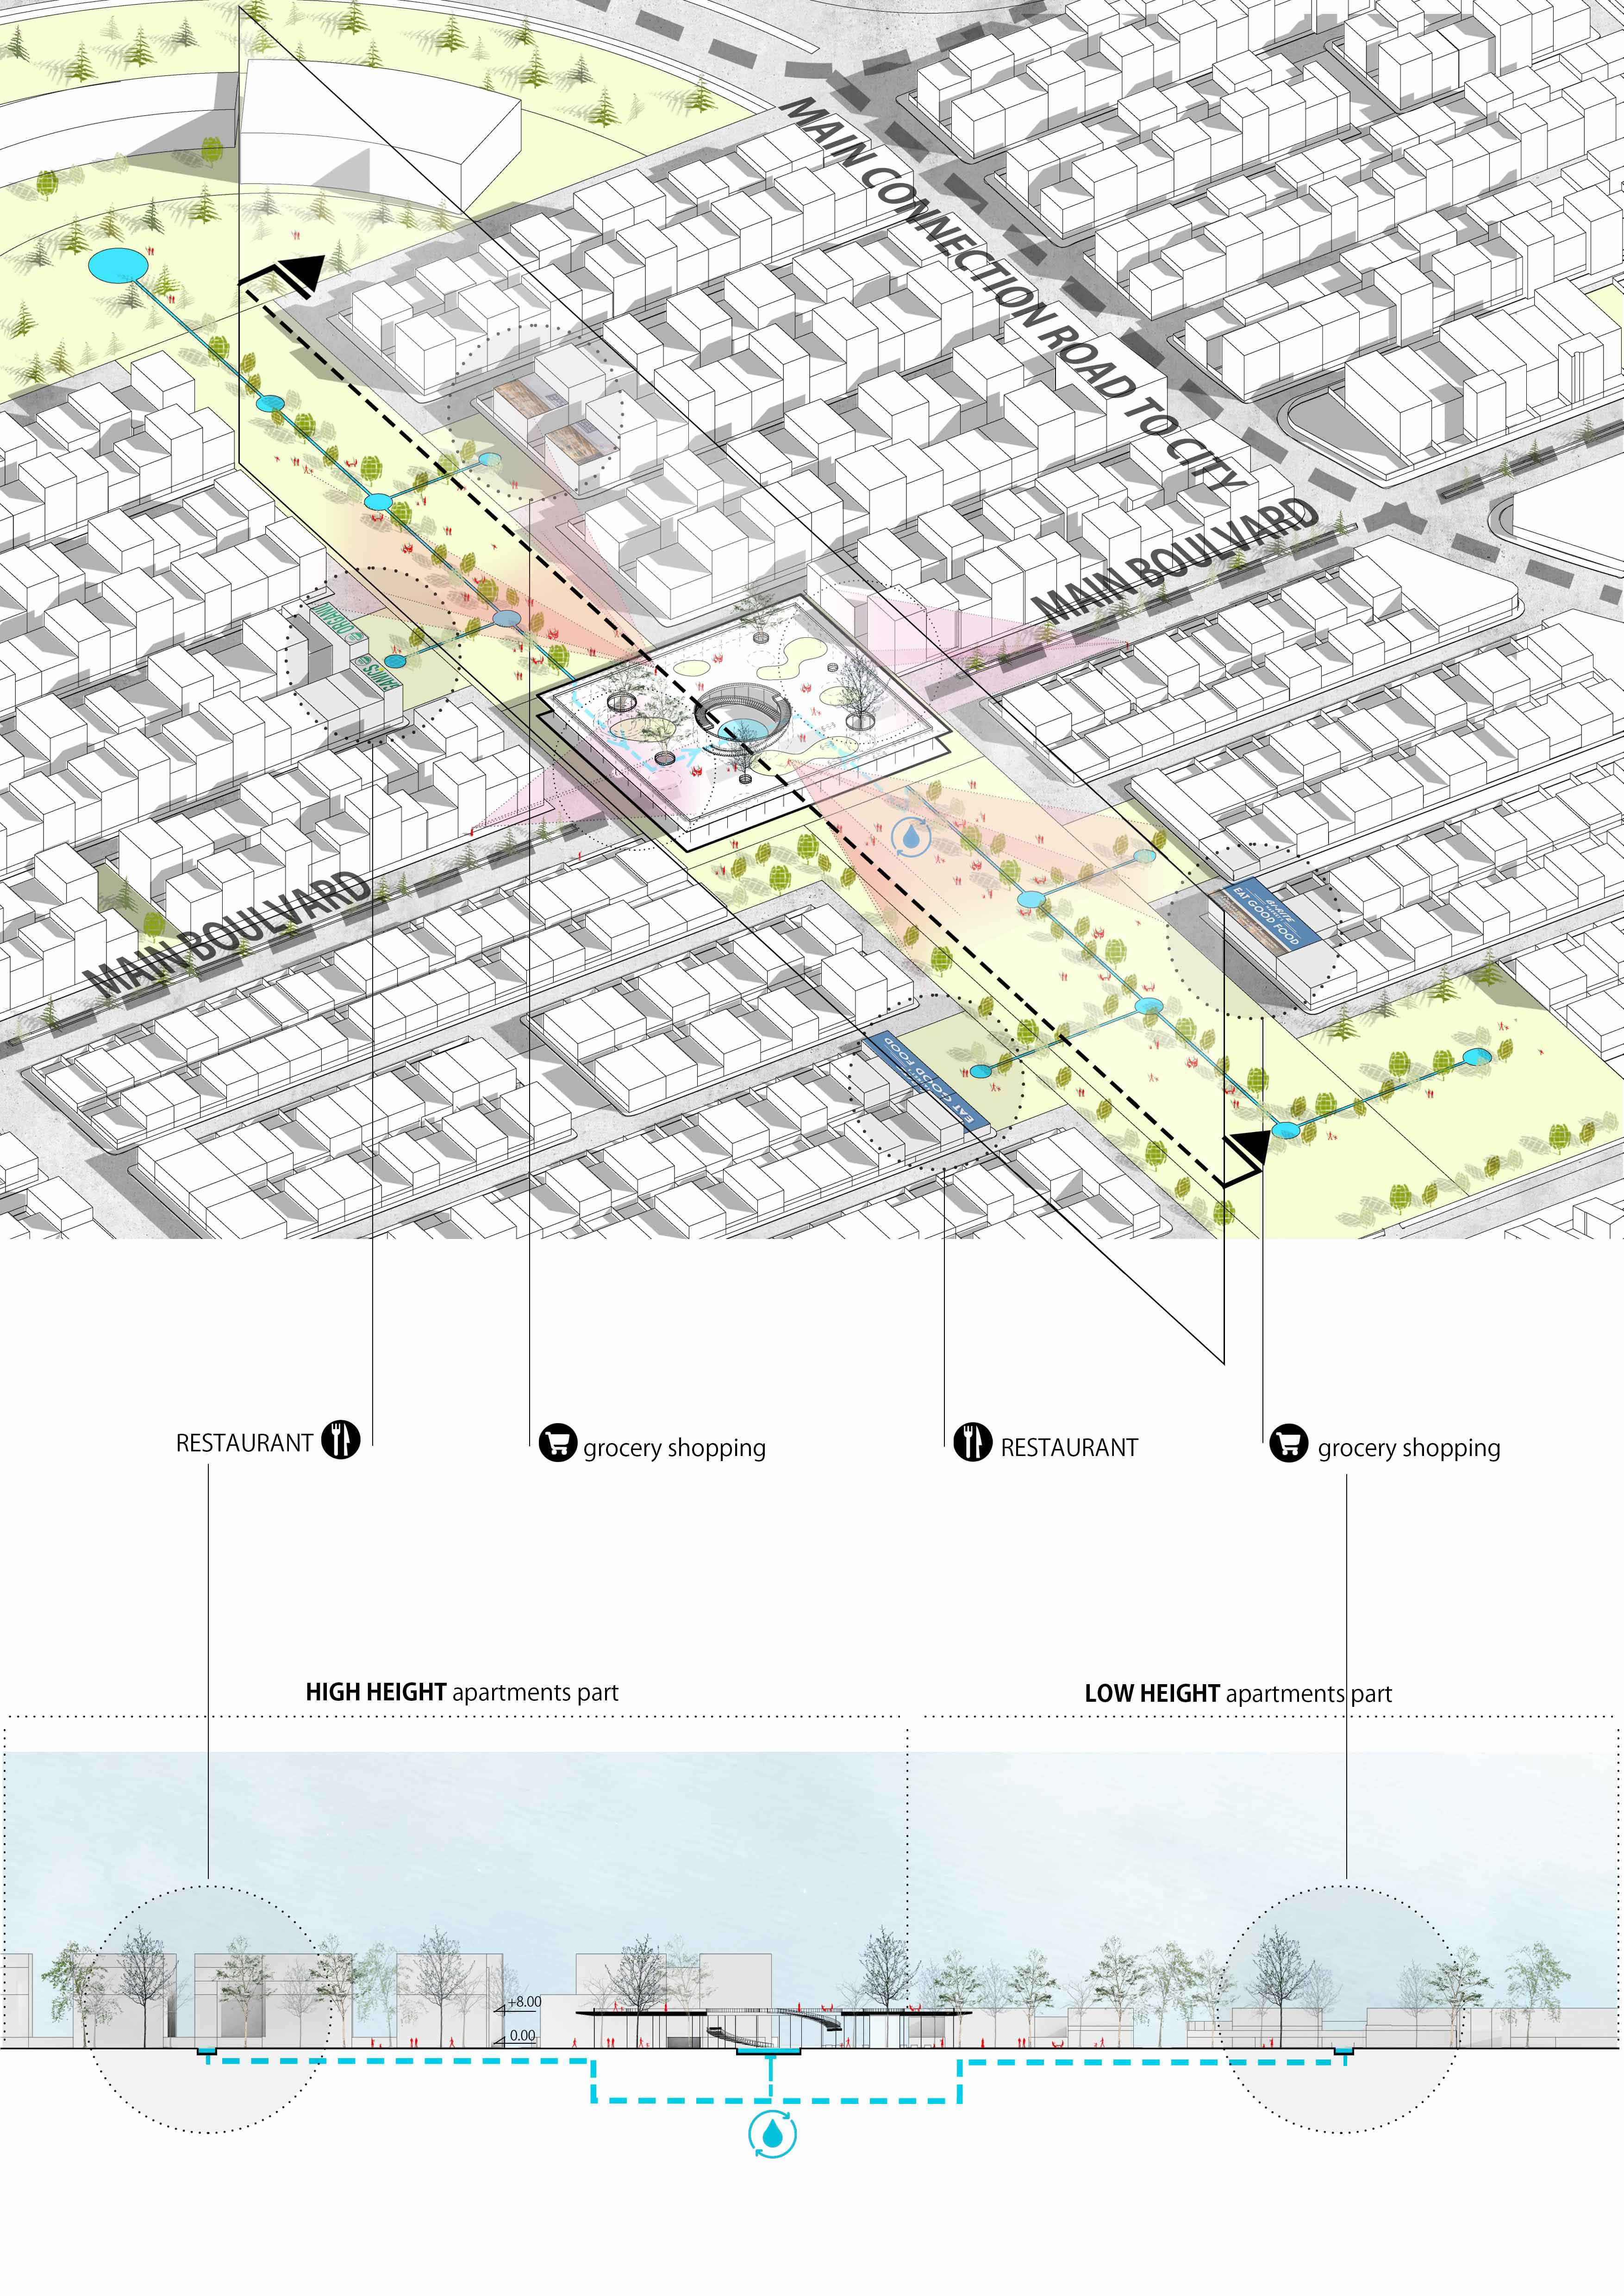 MAIN CONNECTION ROAD TO CITY
MAIN BOULVARD
MAIN BOULVARD
EAT GOOD FOOD
EAT GOOD FOOD
RESTAURANT
grocery shopping
RESTAURANT
grocery shopping
HIGH HEIGHT apartments part
LOW HEIGHT apartments part
+8.00
0.00